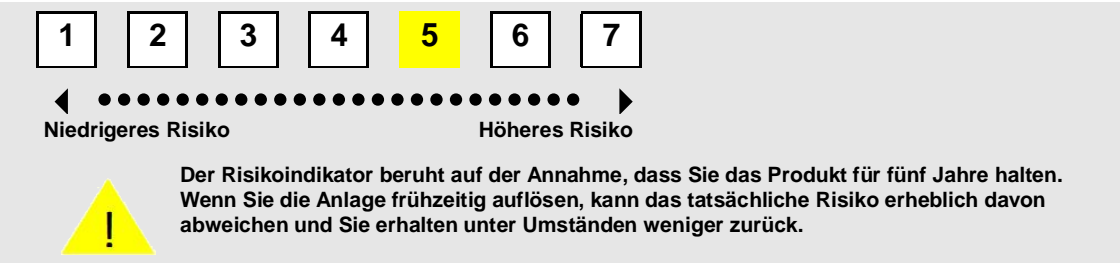 1 2 3 4 5 6 7
Niedrigeres Risiko Höheres Risiko
Der Risikoindikator beruht auf der Annahme, dass Sie das Produkt für fünf Jahre halten.
Wenn Sie die Anlage frühzeitig auflösen, kann das tatsächliche Risiko erheblich davon
abweichen und Sie erhalten unter Umständen weniger zurück.
!